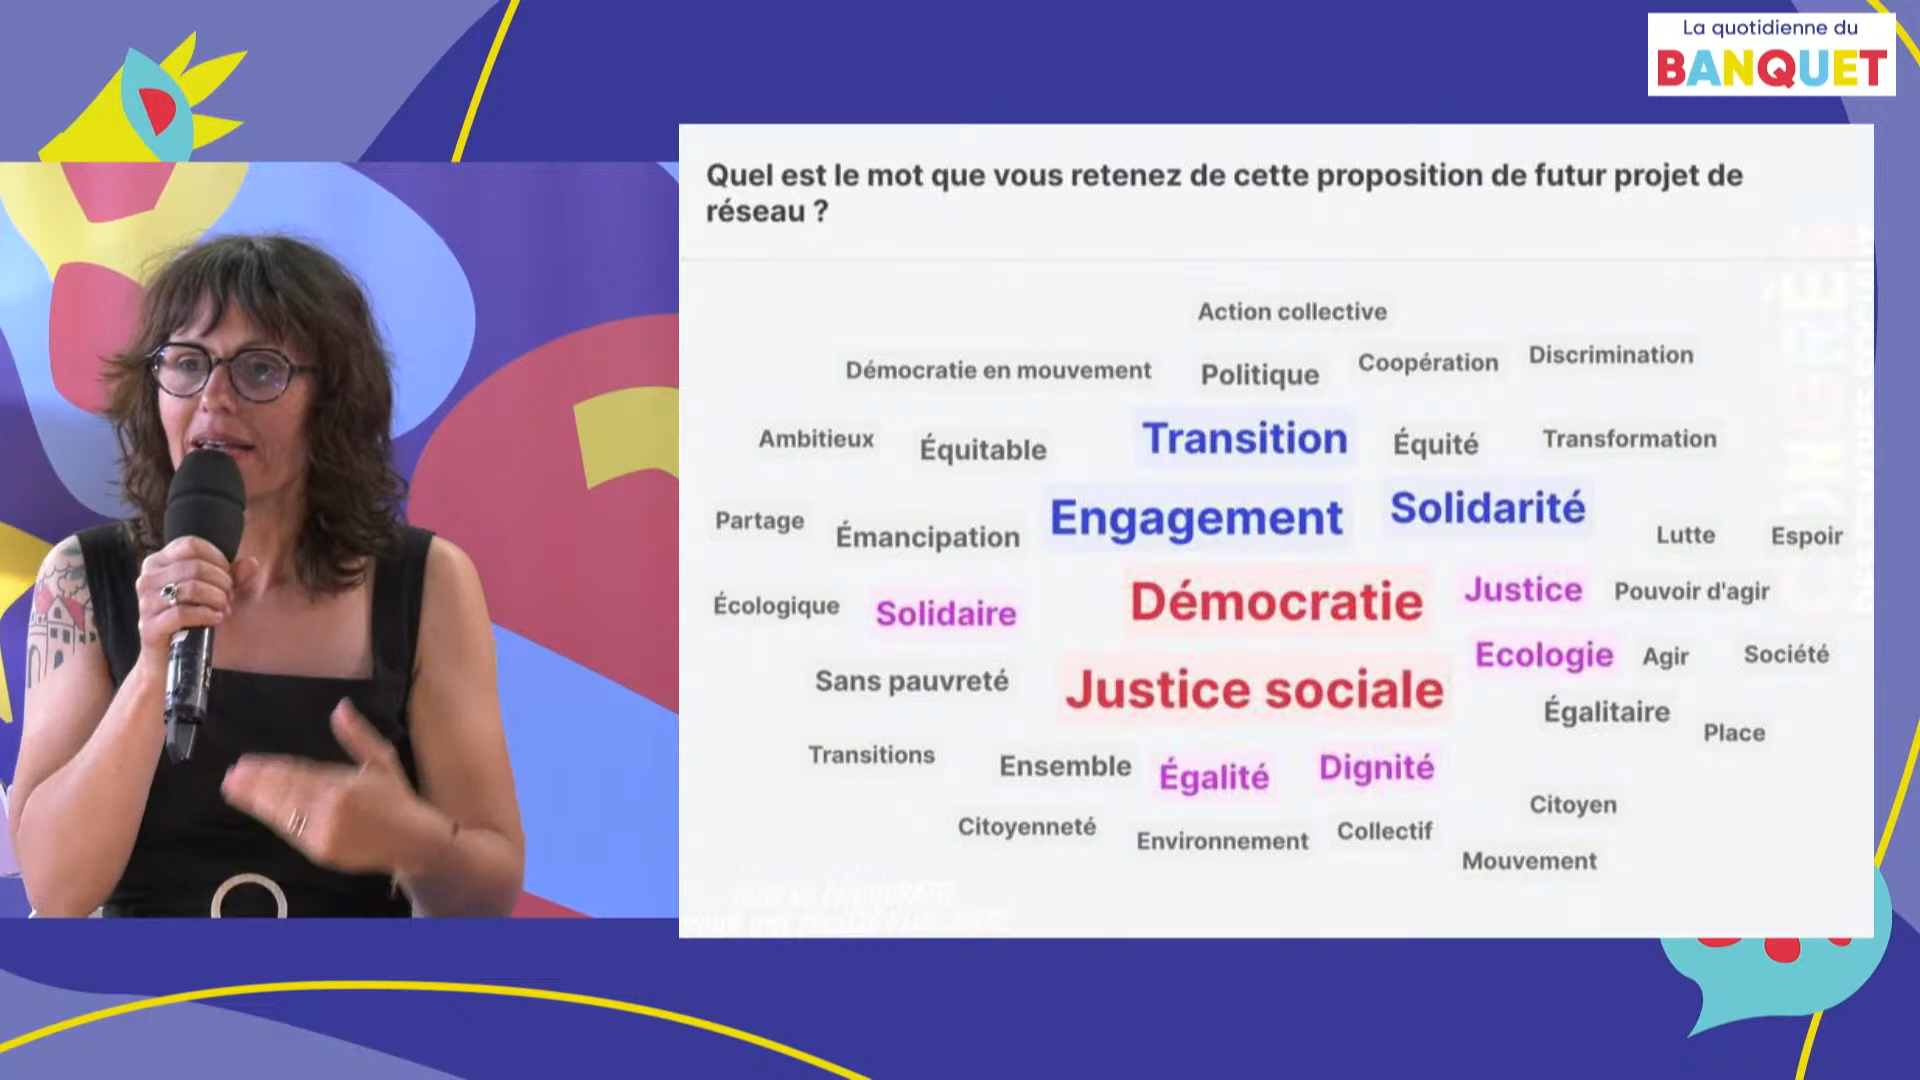 La quotidienne du
BANQUET
Quel est le mot que vous retenez de cette proposition de futur projet de
réseau ?
Action collective
Démocratie en mouvement
Politique
Coopération
Discrimination
Ambitieux
Équitable
Transition
Équité
Transformation
Partage
Émancipation
Engagement
Solidarité
Lutte
Espoir
Écologique
Solidaire
Démocratie
Justice
Pouvoir d'agir
Sans pauvreté
Justice sociale
Ecologie
Agir
Société
Égalitaire
Place
Transitions
Ensemble
Égalité
Dignité
Citoyen
Citoyenneté
Environnement
Collectif
Mouvement